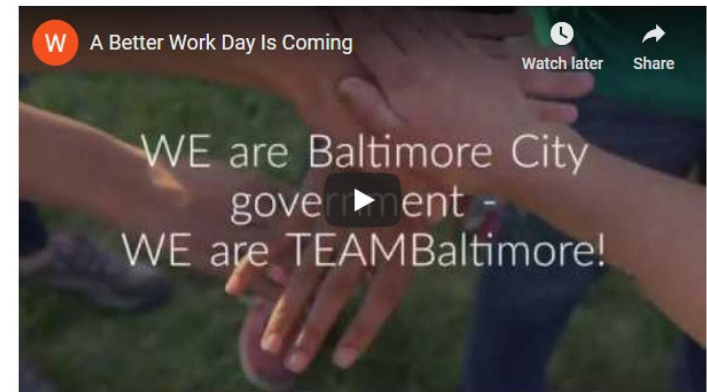 W
A Better Work Day Is Coming
Watch later
Share
WE are Baltimore City
government -
WE are TEAMBaltimore!